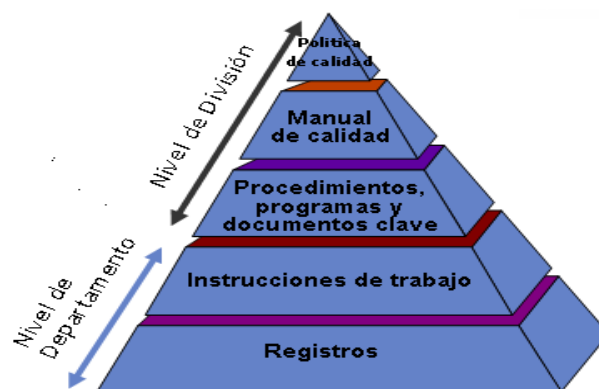 Política
de calidad
Manual
de calidad
Procedimientos,
programas y
documentos clave
Instrucciones de trabajo
Registros
Nivel de División
Nivel de
Departamento